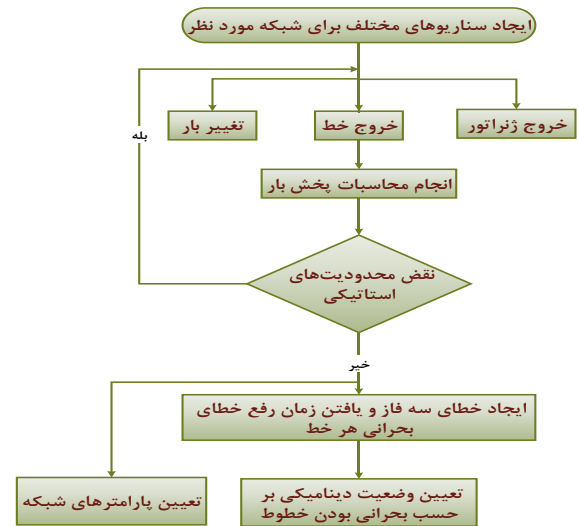 ایجاد سناریوهای مختلف برای شبکه مورد نظر
خروج ژنراتور
خروج خط
تغییر بار
بله
انجام محاسبات پخش بار
نقض محدودیت‌های
استاتیکی
خیر
ایجاد خطای سه فاز و یافتن زمان رفع خطای
بحرانی هر خط
تعیین وضعیت دینامیکی بر
حسب بحرانی بودن خطوط
تعیین پارامترهای شبکه